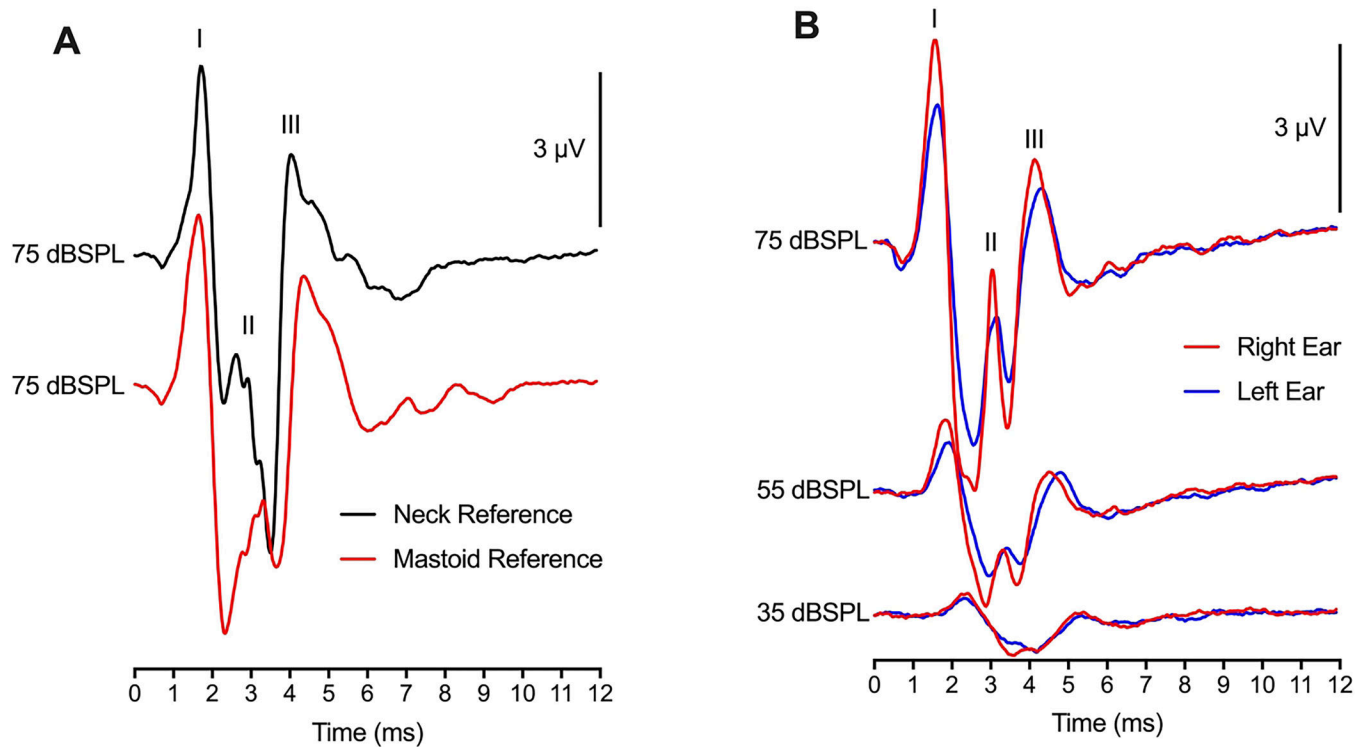 A
I
III
3 µV
75 dBSPL
II
75 dBSPL
Neck Reference
Mastoid Reference
0 1 2 3 4 5 6 7 8 9 10 11 12
Time (ms)
B
I
III
3 µV
75 dBSPL
II
Right Ear
Left Ear
55 dBSPL
35 dBSPL
0 1 2 3 4 5 6 7 8 9 10 11 12
Time (ms)